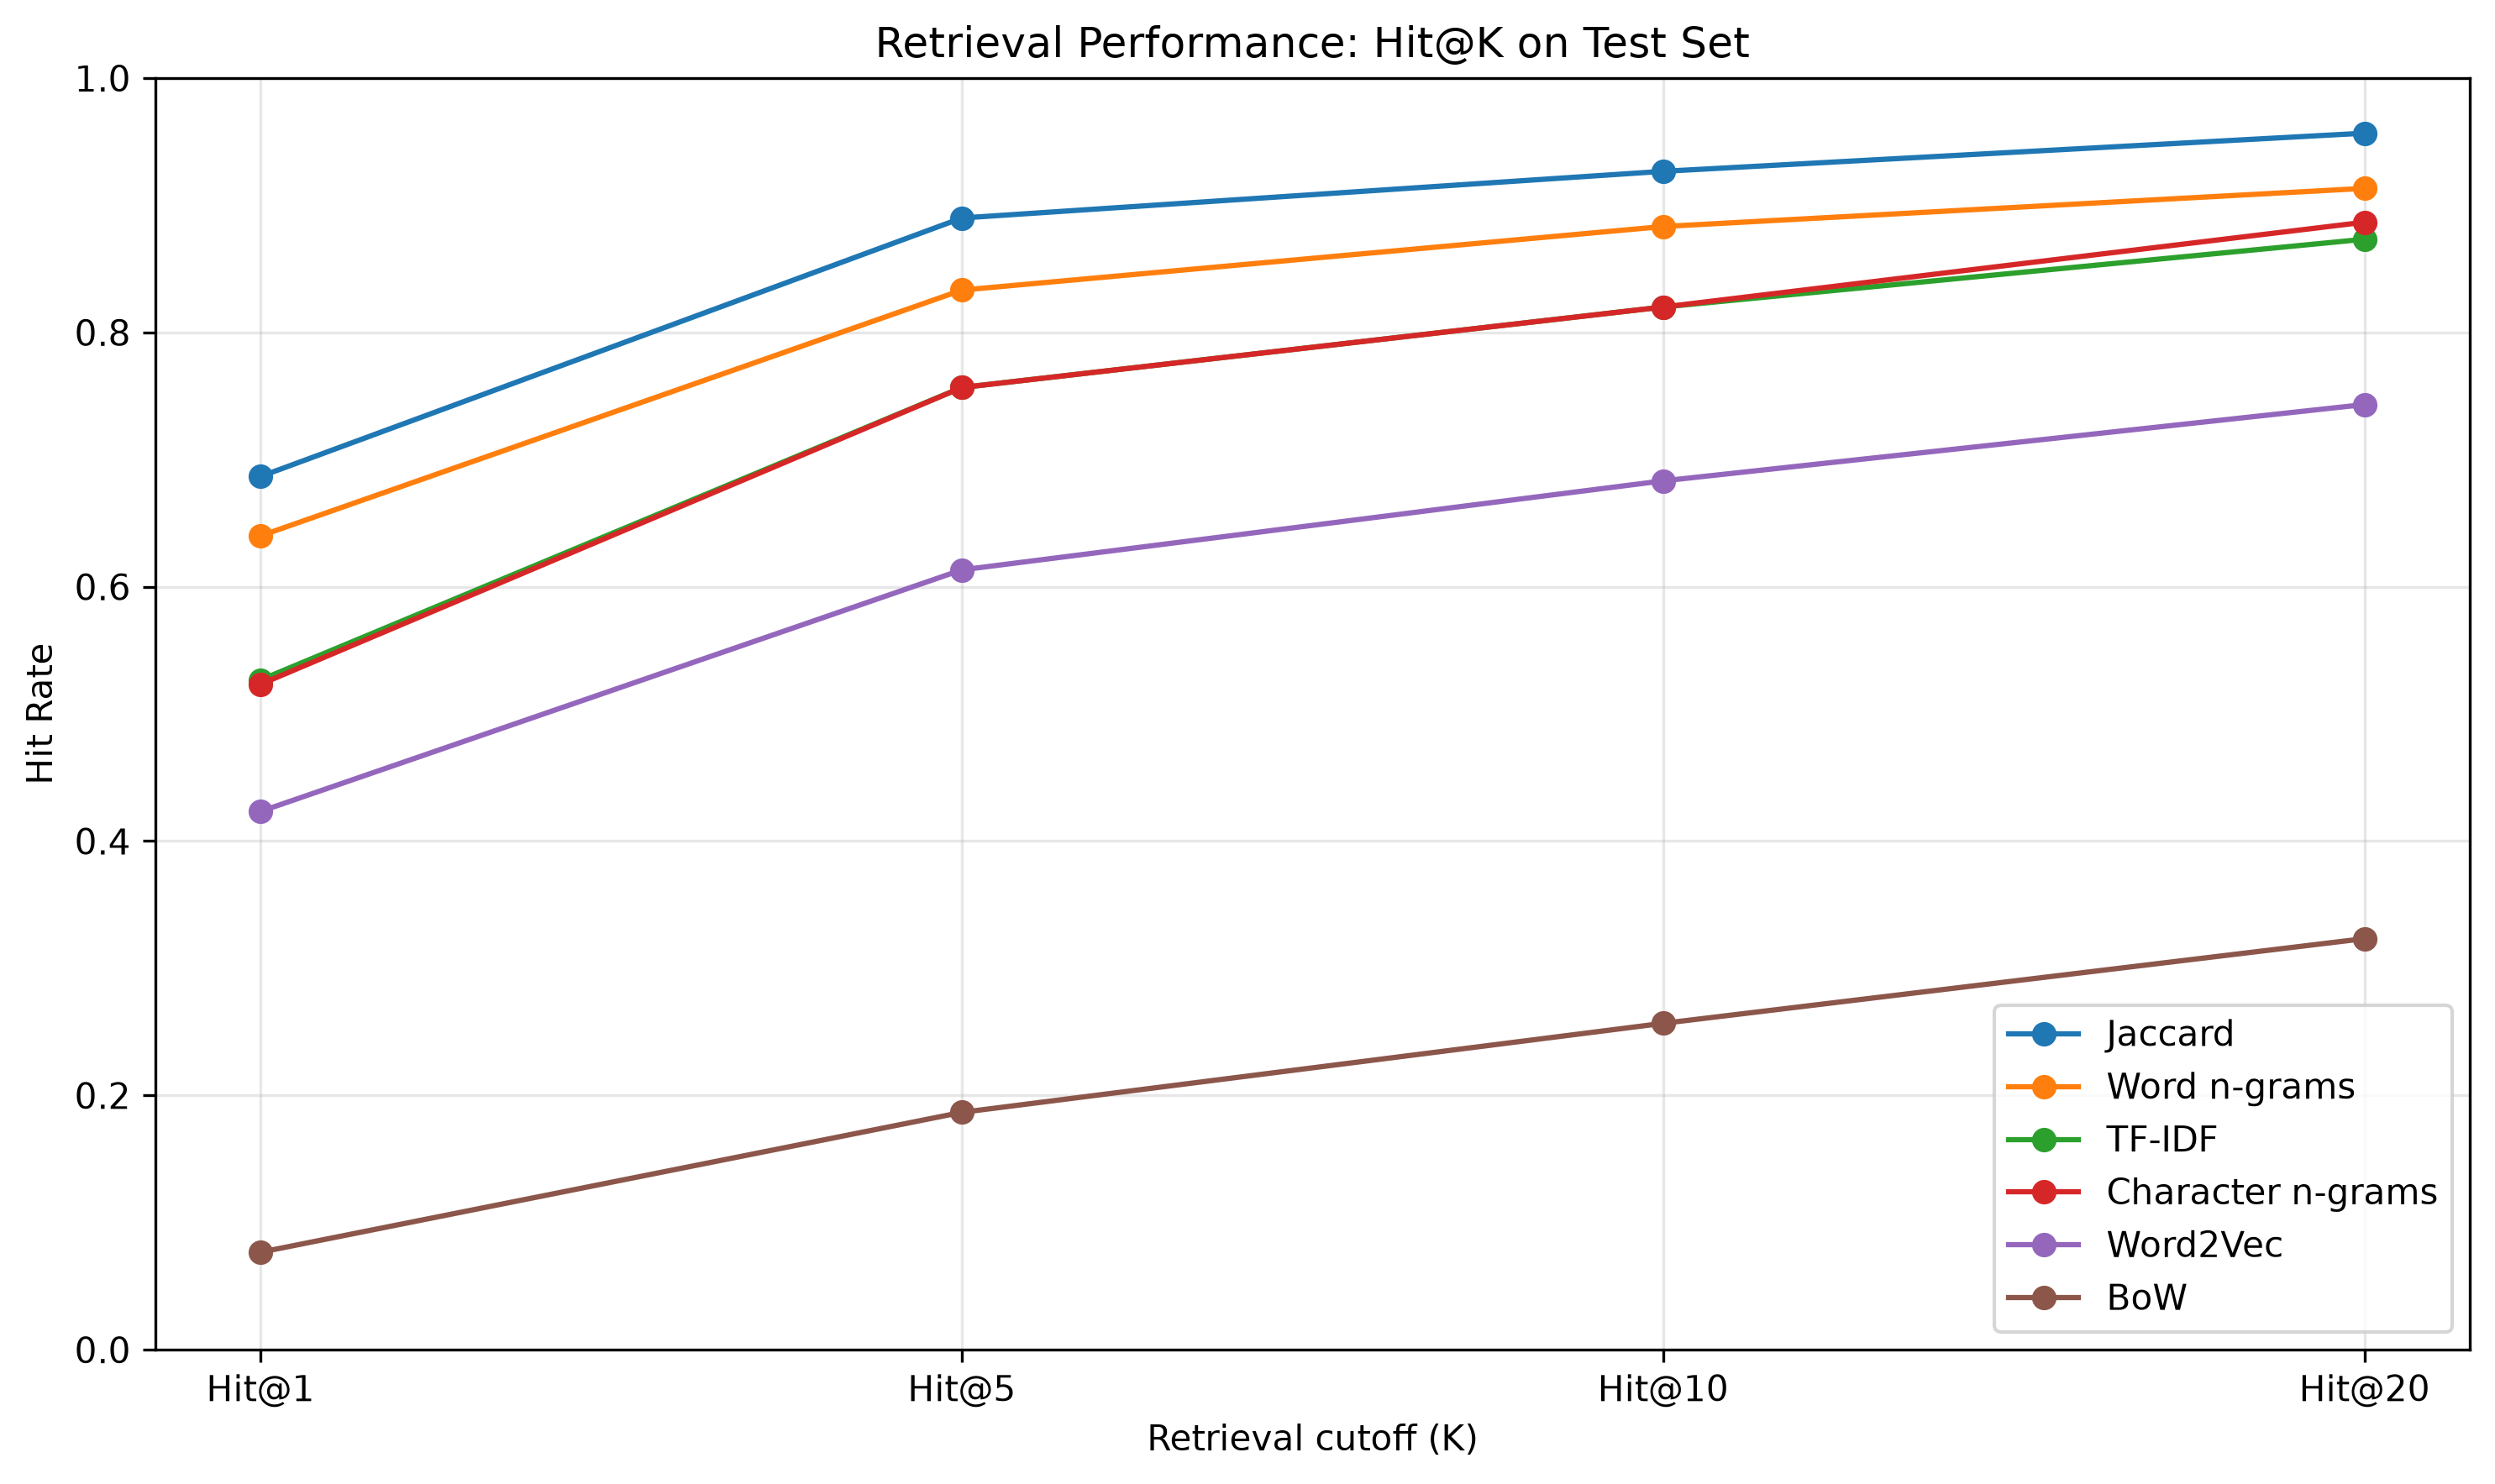 Retrieval Performance: Hit@K on Test Set
1.0
0.8
0.6
0.4
0.2
0.0
Hit Rate
Hit@1
Hit@5
Hit@10
Hit@20
Retrieval cutoff (K)
Jaccard
Word n-grams
TF-IDF
Character n-grams
Word2Vec
BoW